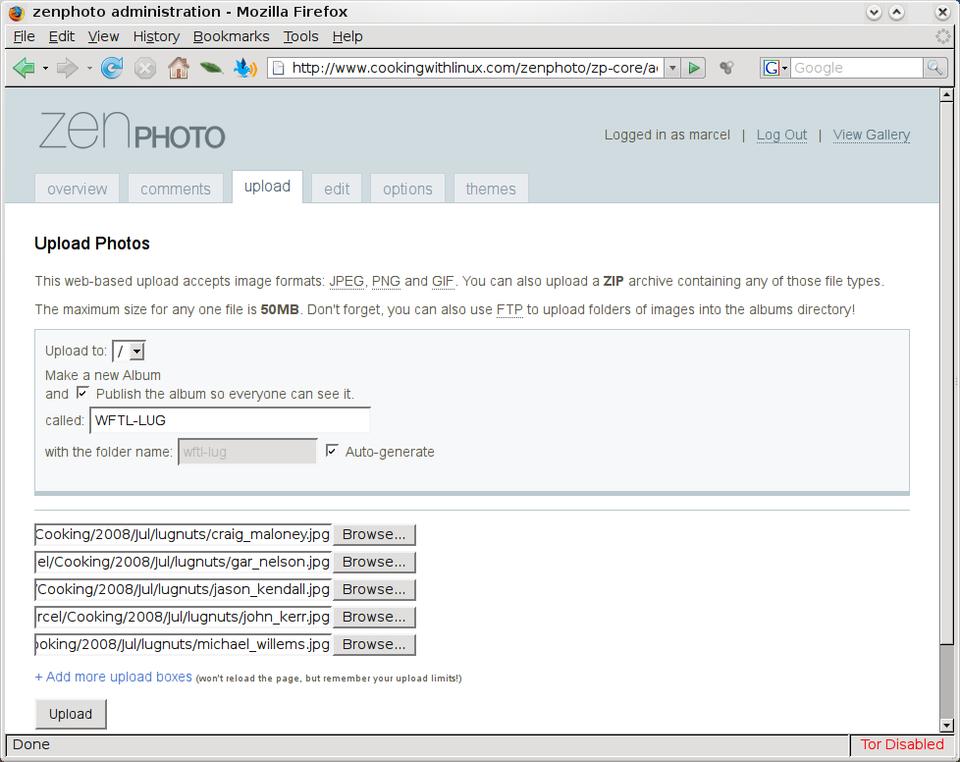 zenphoto administration - Mozilla Firefox
File Edit View History Bookmarks Tools Help
http://www.cookingwithlinux.com/zenphoto/zp-core/a
G Google
zenPHOTO
Logged in as marcel | Log Out | View Gallery
overview comments upload edit options themes
Upload Photos
This web-based upload accepts image formats: JPEG, PNG and GIF. You can also upload a ZIP archive containing any of those file types.
The maximum size for any one file is 50MB. Don't forget, you can also use FTP to upload folders of images into the albums directory!
Upload to: /
Make a new Album
and Publish the album so everyone can see it.
called: WFTL-LUG
with the folder name: wftl-lug Auto-generate
Cooking/2008/Jul/lugnuts/craig_maloney.jpg Browse...
el/Cooking/2008/Jul/lugnuts/gar_nelson.jpg Browse...
/Cooking/2008/Jul/lugnuts/jason_kendall.jpg Browse...
rcel/Cooking/2008/Jul/lugnuts/john_kerr.jpg Browse...
ooking/2008/Jul/lugnuts/michael_willems.jpg Browse...
+ Add more upload boxes (won't reload the page, but remember your upload limits!)
Upload
Done Tor Disabled